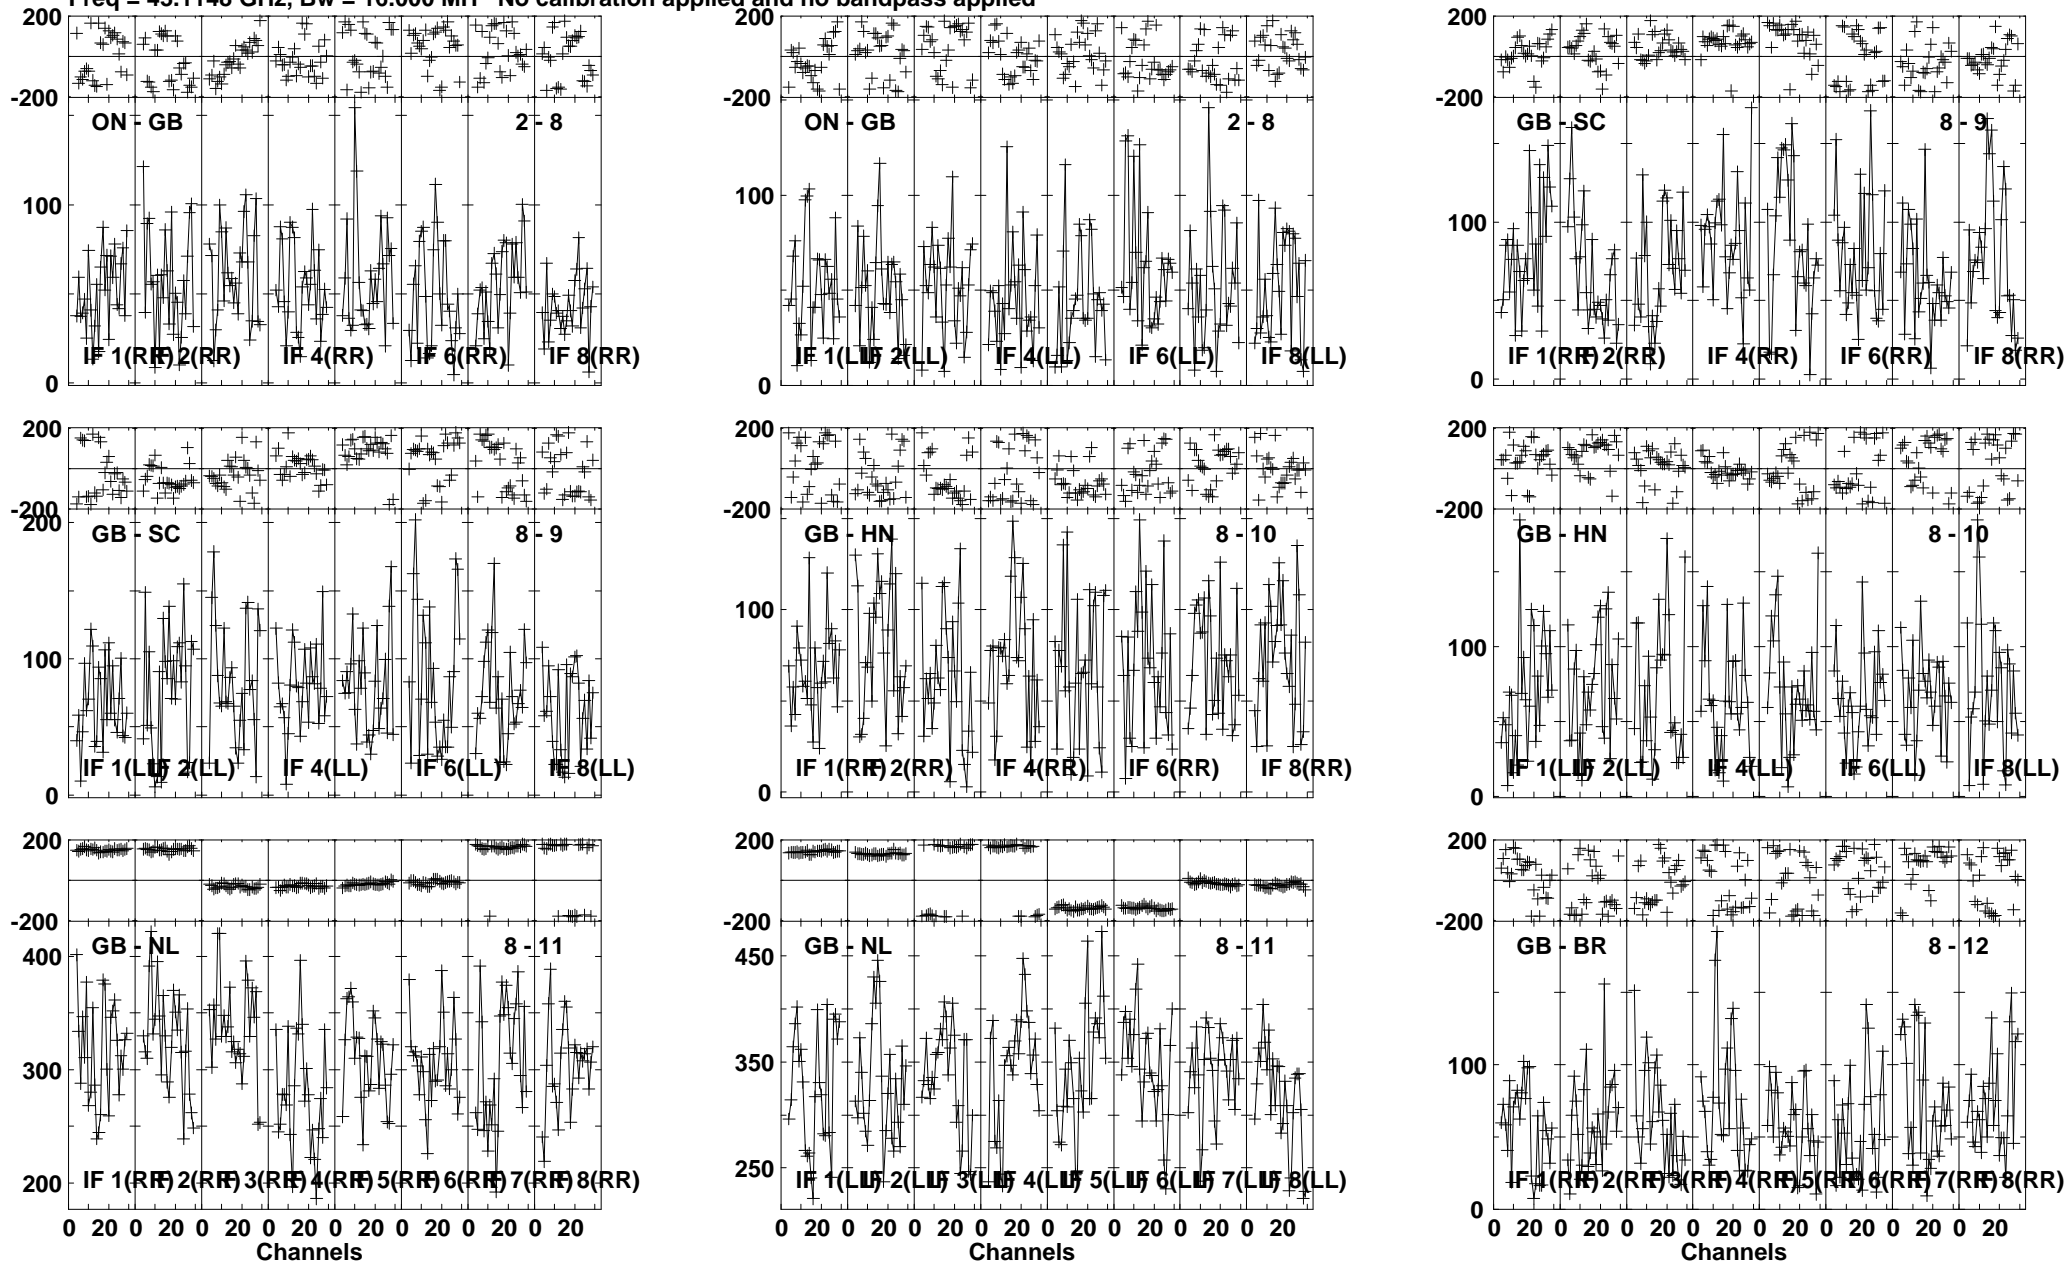 Freq = 43.1148 GHz, Bw = 16.000 MH No calibration applied and no bandpass applied
200 200 200
-200 -200 -200
ON - GB 2 - 8 ON - GB 2 - 8 GB - SC 8 - 9
100 100 100
IF 1(RR) IF 2(RR) IF 4(RR) IF 6(RR) IF 8(RR) IF 1(LL) IF 2(LL) IF 4(LL) IF 6(LL) IF 8(LL) IF 1(RR) IF 2(RR) IF 4(RR) IF 6(RR) IF 8(RR)
0 0 0
200 200 200
-200 -200 -200
200
GB - SC 8 - 9 GB - HN 8 - 10 GB - HN 8 - 10
100 100 100
IF 1(LL) IF 2(LL) IF 4(LL) IF 6(LL) IF 8(LL) IF 1(RR) IF 2(RR) IF 4(RR) IF 6(RR) IF 8(RR) IF 1(LL) IF 2(LL) IF 4(LL) IF 6(LL) IF 8(LL)
0 0 0
200 200 200
-200 -200 -200
GB - NL 8 - 11 GB - NL 8 - 11 GB - BR 8 - 12
400 450
300 350 100
200 250
IF 1(RR) IF 2(RR) IF 3(RR) IF 4(RR) IF 5(RR) IF 6(RR) IF 7(RR) IF 8(RR) IF 1(LL) IF 2(LL) IF 3(LL) IF 4(LL) IF 5(LL) IF 6(LL) IF 7(LL) IF 8(LL) IF 1(RR) IF 2(RR) IF 3(RR) IF 4(RR) IF 5(RR) IF 6(RR) IF 7(RR) IF 8(RR)
0
0 20 0 20 0 20 0 20 0 20 0 20 0 20 0 20 0 20 0 20 0 20 0 20 0 20 0 20 0 20 0 20 0 20 0 20 0 20 0 20 0 20 0 20 0 20 0 20
Channels Channels Channels